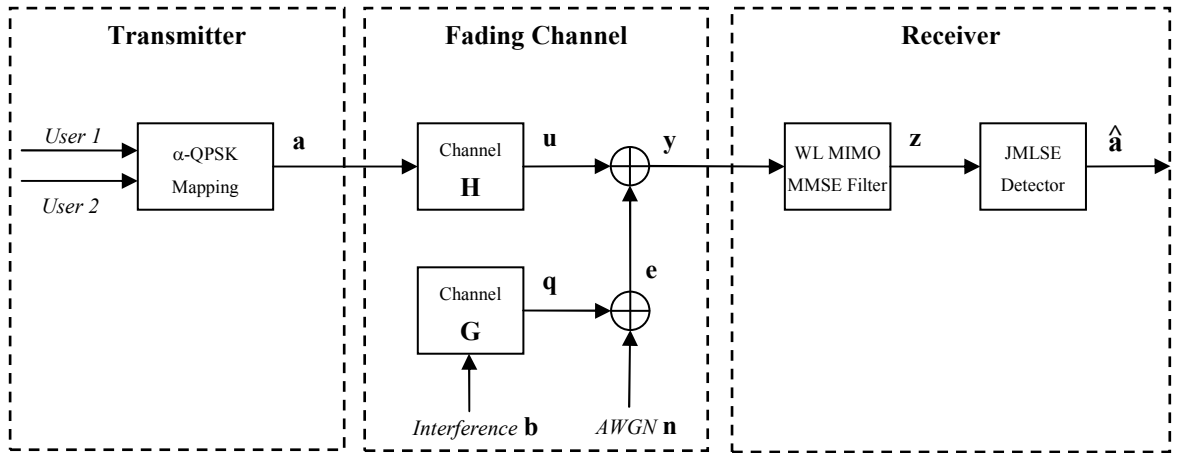 Transmitter
User 1
User 2
α-QPSK
Mapping
a
Fading Channel
Channel
H
u
y
Channel
G
q
e
Interference b
AWGN n
Receiver
WL MIMO
MMSE Filter
z
JMLSE
Detector
â